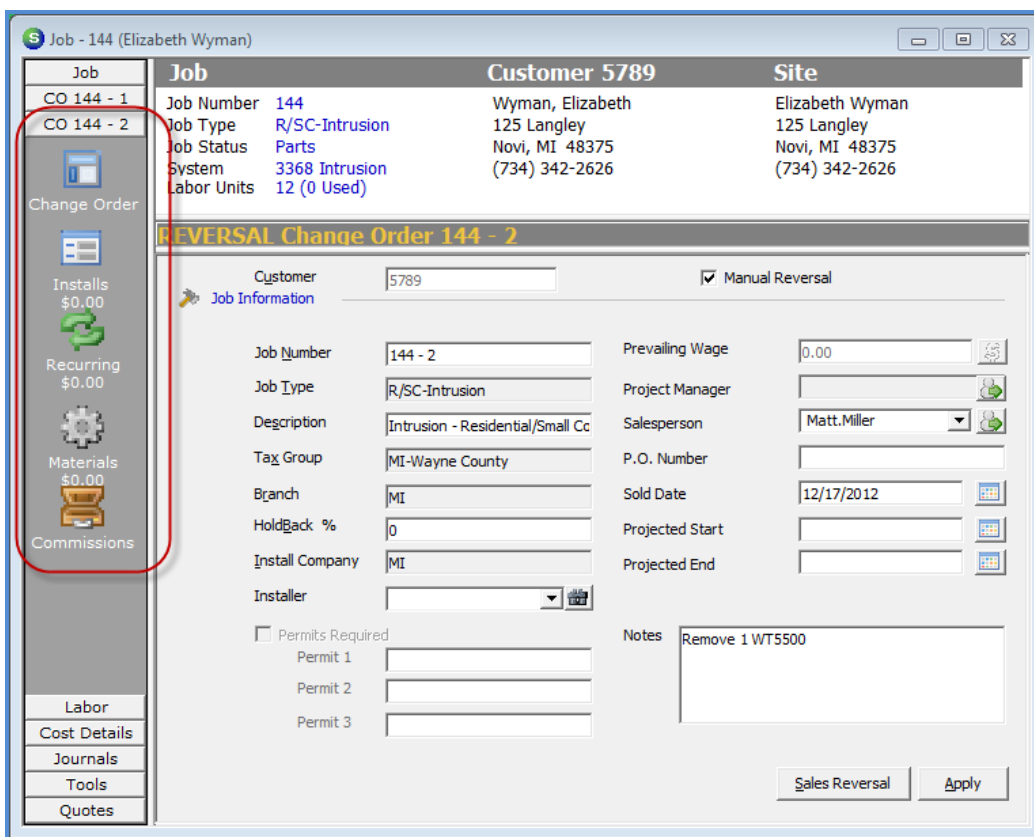 S Job - 144 (Elizabeth Wyman)
Job
CO 144 - 1
CO 144 - 2
Change Order
Installs
$0.00
Recurring
$0.00
Materials
$0.00
Commissions
Labor
Cost Details
Journals
Tools
Quotes
Job Customer 5789 Site
Job Number 144 Wyman, Elizabeth Elizabeth Wyman
Job Type R/SC-Intrusion 125 Langley 125 Langley
Job Status Parts Novi, MI 48375 Novi, MI 48375
System 3368 Intrusion (734) 342-2626 (734) 342-2626
Labor Units 12 (0 Used)
REVERSAL Change Order 144 - 2
Customer 5789 Manual Reversal
Job Information
Job Number 144 - 2 Prevailing Wage 0.00
Job Type R/SC-Intrusion Project Manager
Description Intrusion - Residential/Small Co Salesperson Matt.Miller
Tax Group MI-Wayne County P.O. Number
Branch MI Sold Date 12/17/2012
HoldBack % 0 Projected Start
Install Company MI Projected End
Installer
Permits Required Notes Remove 1 WT5500
Permit 1
Permit 2
Permit 3
Sales Reversal Apply